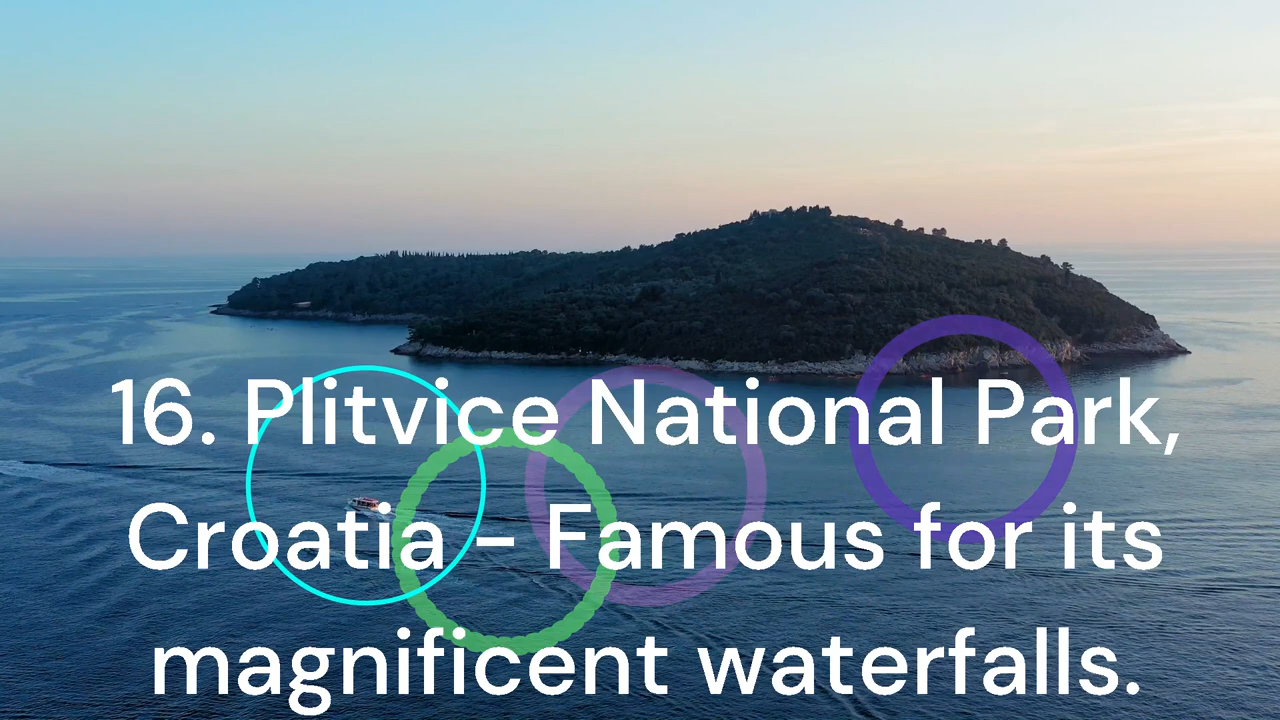 16. Plitvice National Park,
Croatia – Famous for its
magnificent waterfalls.